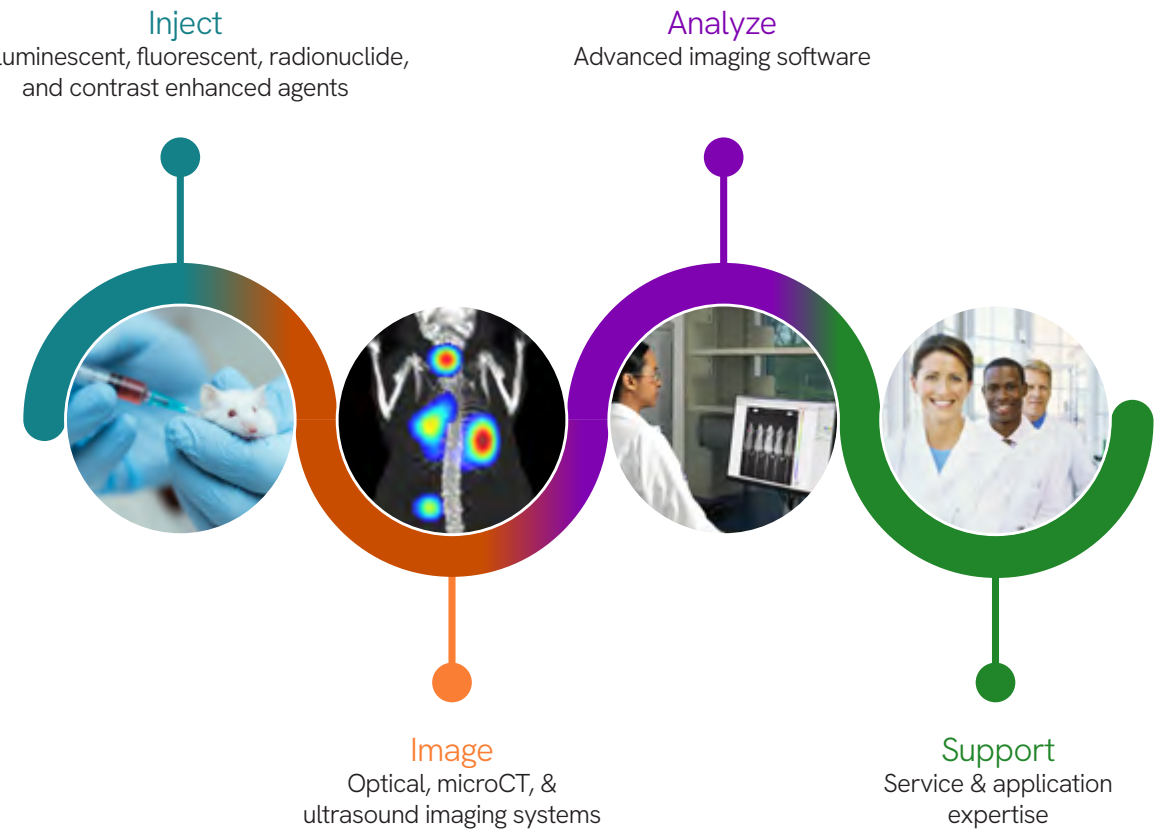 Inject
luminescent, fluorescent, radionuclide,
and contrast enhanced agents
Analyze
Advanced imaging software
Image
Optical, microCT, &
ultrasound imaging systems
Support
Service & application
expertise